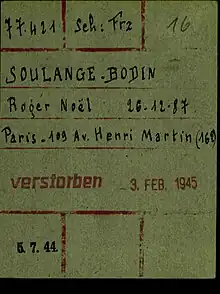 77.421 Sch: Frz 16
SOULANGE-BODIN
Roger Noël 26-12-87
Paris-109 Av. Henri Martin (16e)
verstorben - 3. FEB. 1945
5.7.44